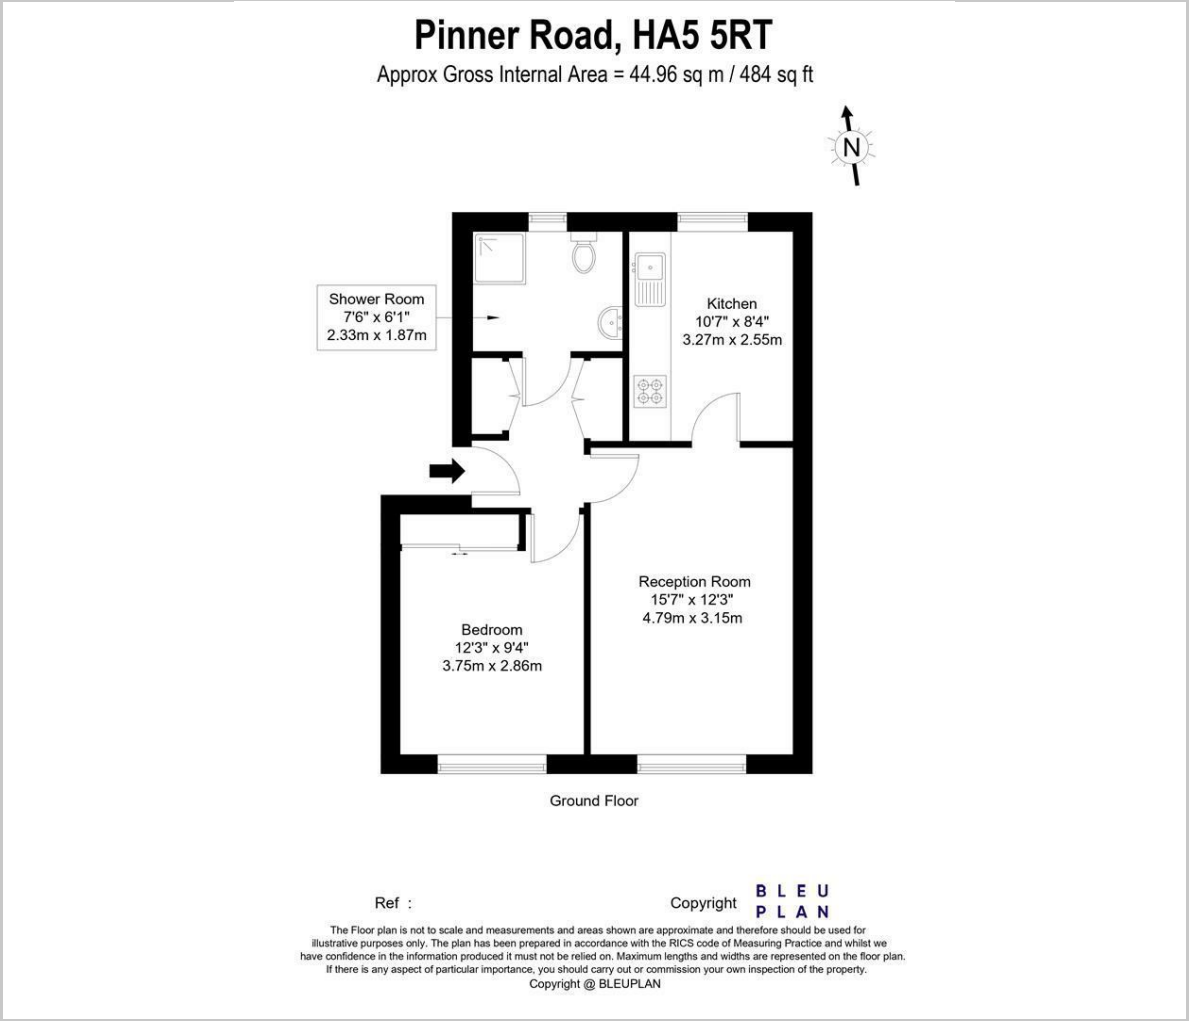 Pinner Road, HA5 5RT
Approx Gross Internal Area = 44.96 sq m / 484 sq ft
N
Shower Room
7'6" x 6'1"
2.33m x 1.87m
Kitchen
10'7" x 8'4"
3.27m x 2.55m
Reception Room
15'7" x 12'3"
4.79m x 3.15m
Bedroom
12'3" x 9'4"
3.75m x 2.86m
Ground Floor
Ref :
Copyright
BLEU
PLAN
The Floor plan is not to scale and measurements and areas shown are approximate and therefore should be used for
illustrative purposes only. The plan has been prepared in accordance with the RICS code of Measuring Practice and whilst we
have confidence in the information produced it must not be relied on. Maximum lengths and widths are represented on the floor plan.
If there is any aspect of particular importance, you should carry out or commission your own inspection of the property.
Copyright @ BLEUPLAN